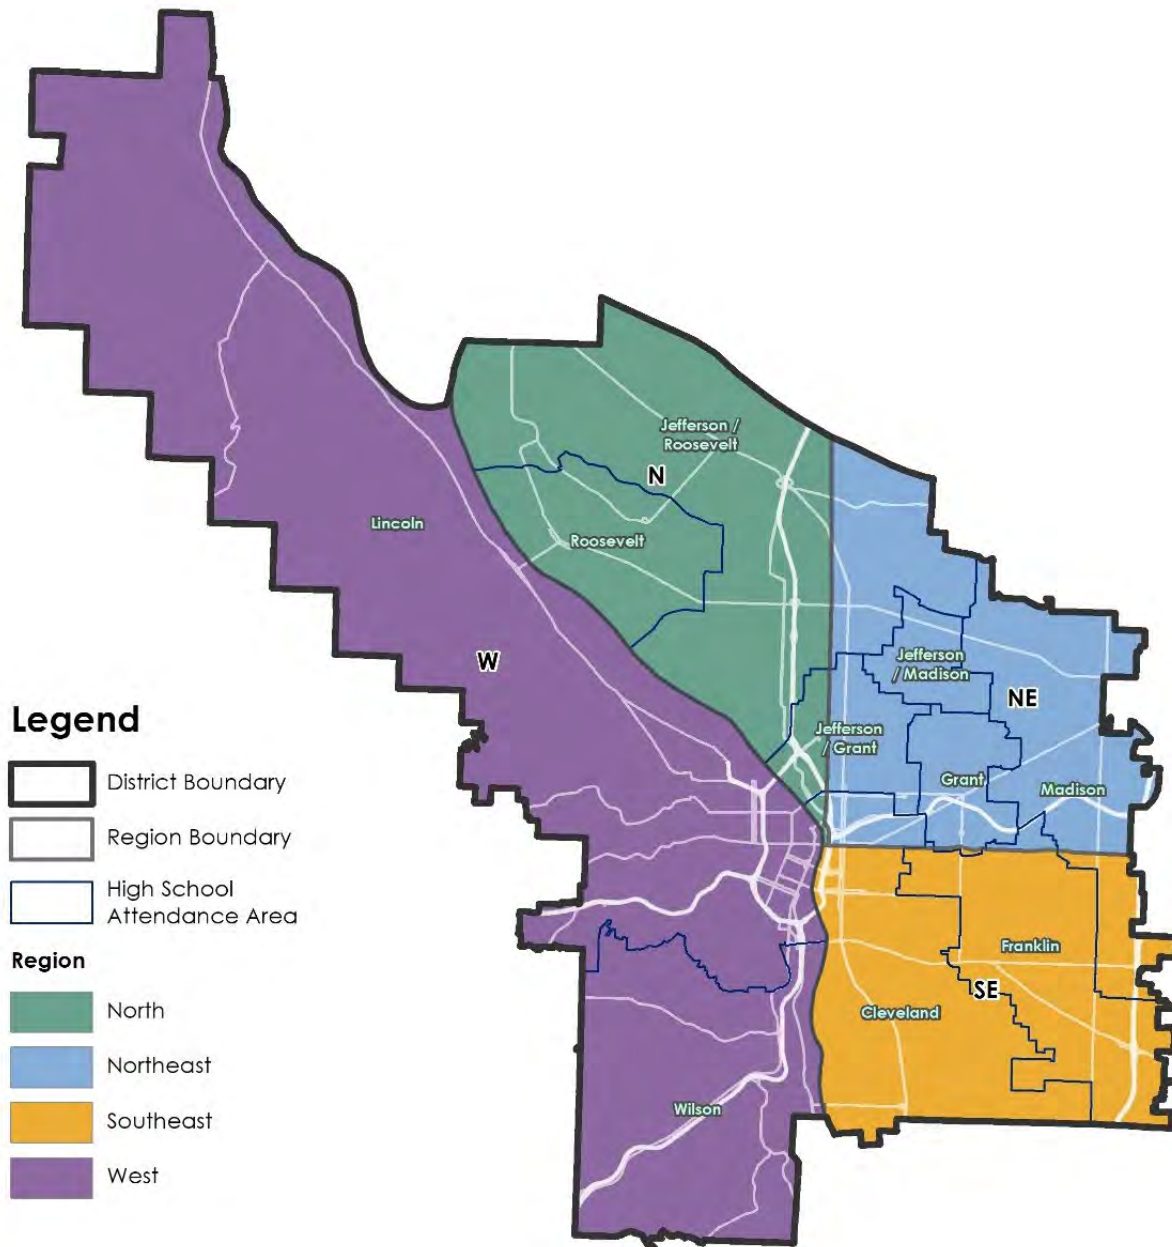 Jefferson /
Roosevelt
N
Lincoln
Roosevelt
W
Jefferson
/ Madison
NE
Jefferson
/ Grant
Grant
Madison
Franklin
SE
Cleveland
Wilson
Legend
District Boundary
Region Boundary
High School
Attendance Area
Region
North
Northeast
Southeast
West